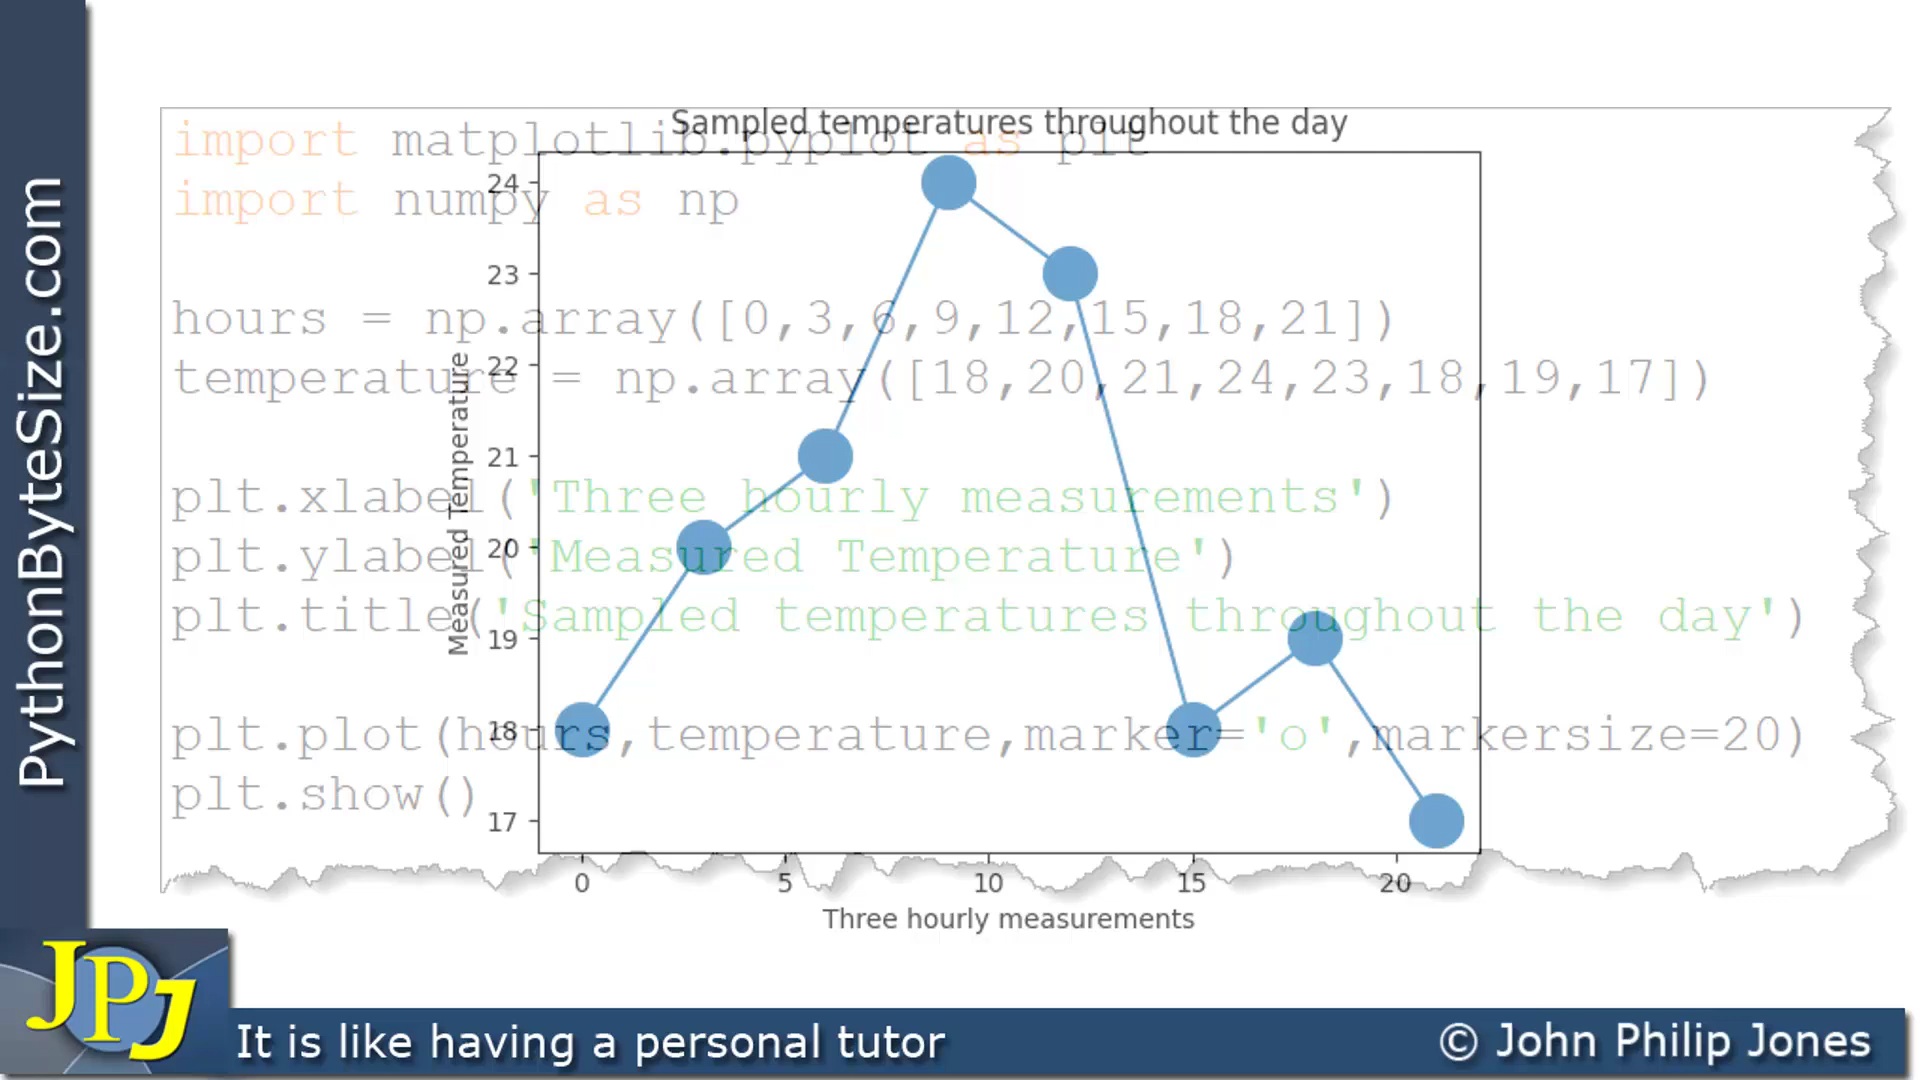 PythonByteSize.com
import matplotlib.pyplot as plt
import numpy as np
hours = np.array([0,3,6,9,12,15,18,21])
temperature = np.array([18,20,21,24,23,18,19,17])
plt.xlabel('Three hourly measurements')
plt.ylabel('Measured Temperature')
plt.title('Sampled temperatures throughout the day')
plt.plot(hours,temperature,marker='o',markersize=20)
plt.show()
Sampled temperatures throughout the day
Measured Temperature
24
23
22
21
20
19
18
17
0 5 10 15 20
Three hourly measurements
JPJ
It is like having a personal tutor
© John Philip Jones